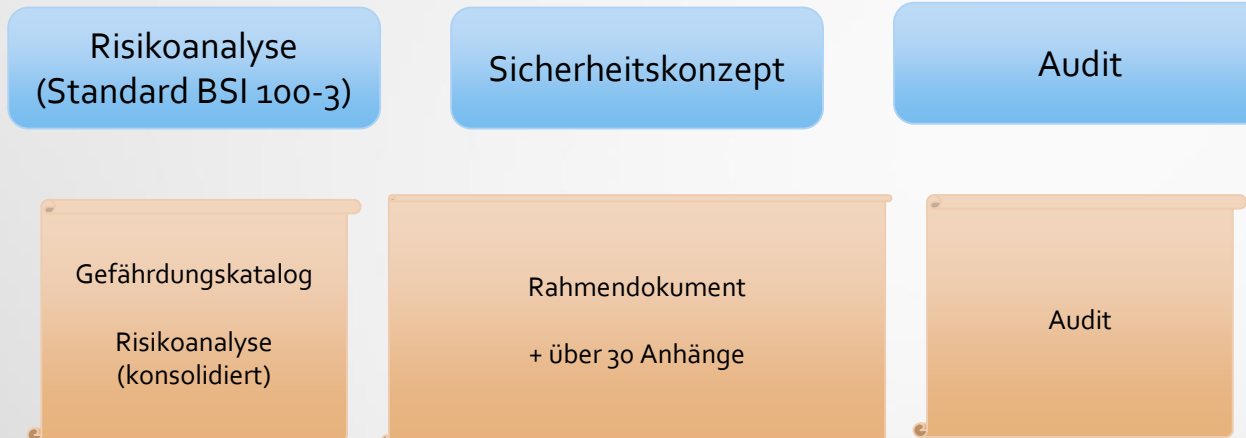 Risikoanalyse
(Standard BSI 100-3)
Sicherheitskonzept
Audit
Gefährdungskatalog
Risikoanalyse
(konsolidiert)
Rahmendokument
+ über 30 Anhänge
Audit